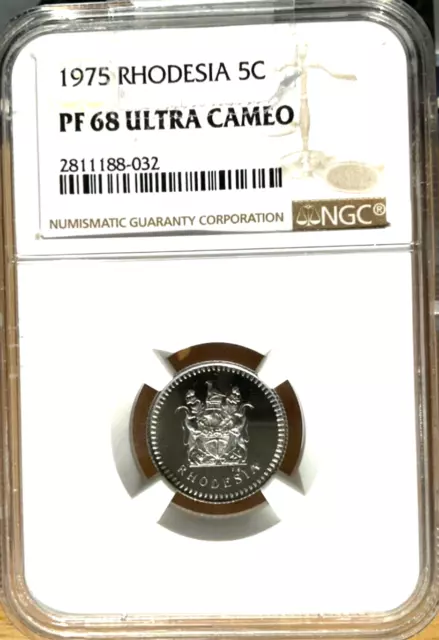 1975 RHODESIA 5C
PF 68 ULTRA CAMEO
2811188-032
NUMISMATIC GUARANTY CORPORATION
NGC®
RHODESIA